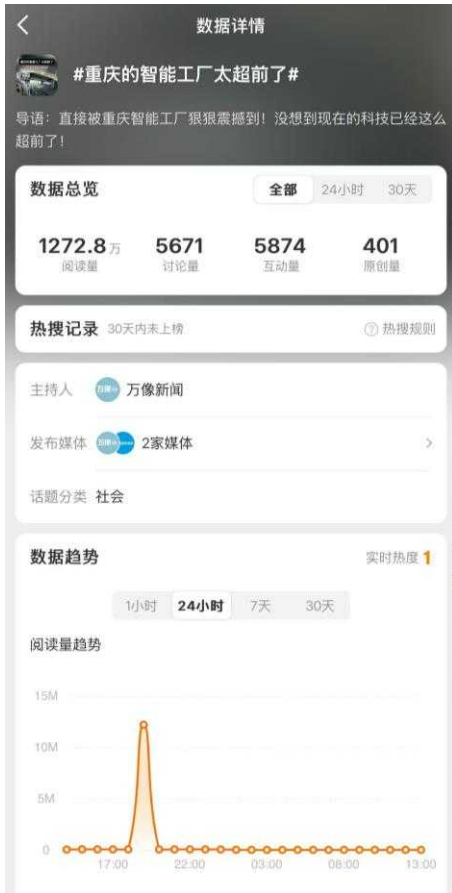 数据详情
#重庆的智能工厂太超前了#
导语：直接被重庆智能工厂狠狠震撼到！没想到现在的科技已经这么
超前了！
数据总览 全部 24小时 30天
1272.8万 5671 5874 401
阅读量 讨论量 互动量 原创量
热搜记录 30天内未上榜 ? 热搜规则
主持人 万像新闻
发布媒体 2家媒体
话题分类 社会
数据趋势 实时热度 1
1小时 24小时 7天 30天
阅读量趋势
15M
10M
5M
0
17:00 22:00 03:00 08:00 13:00